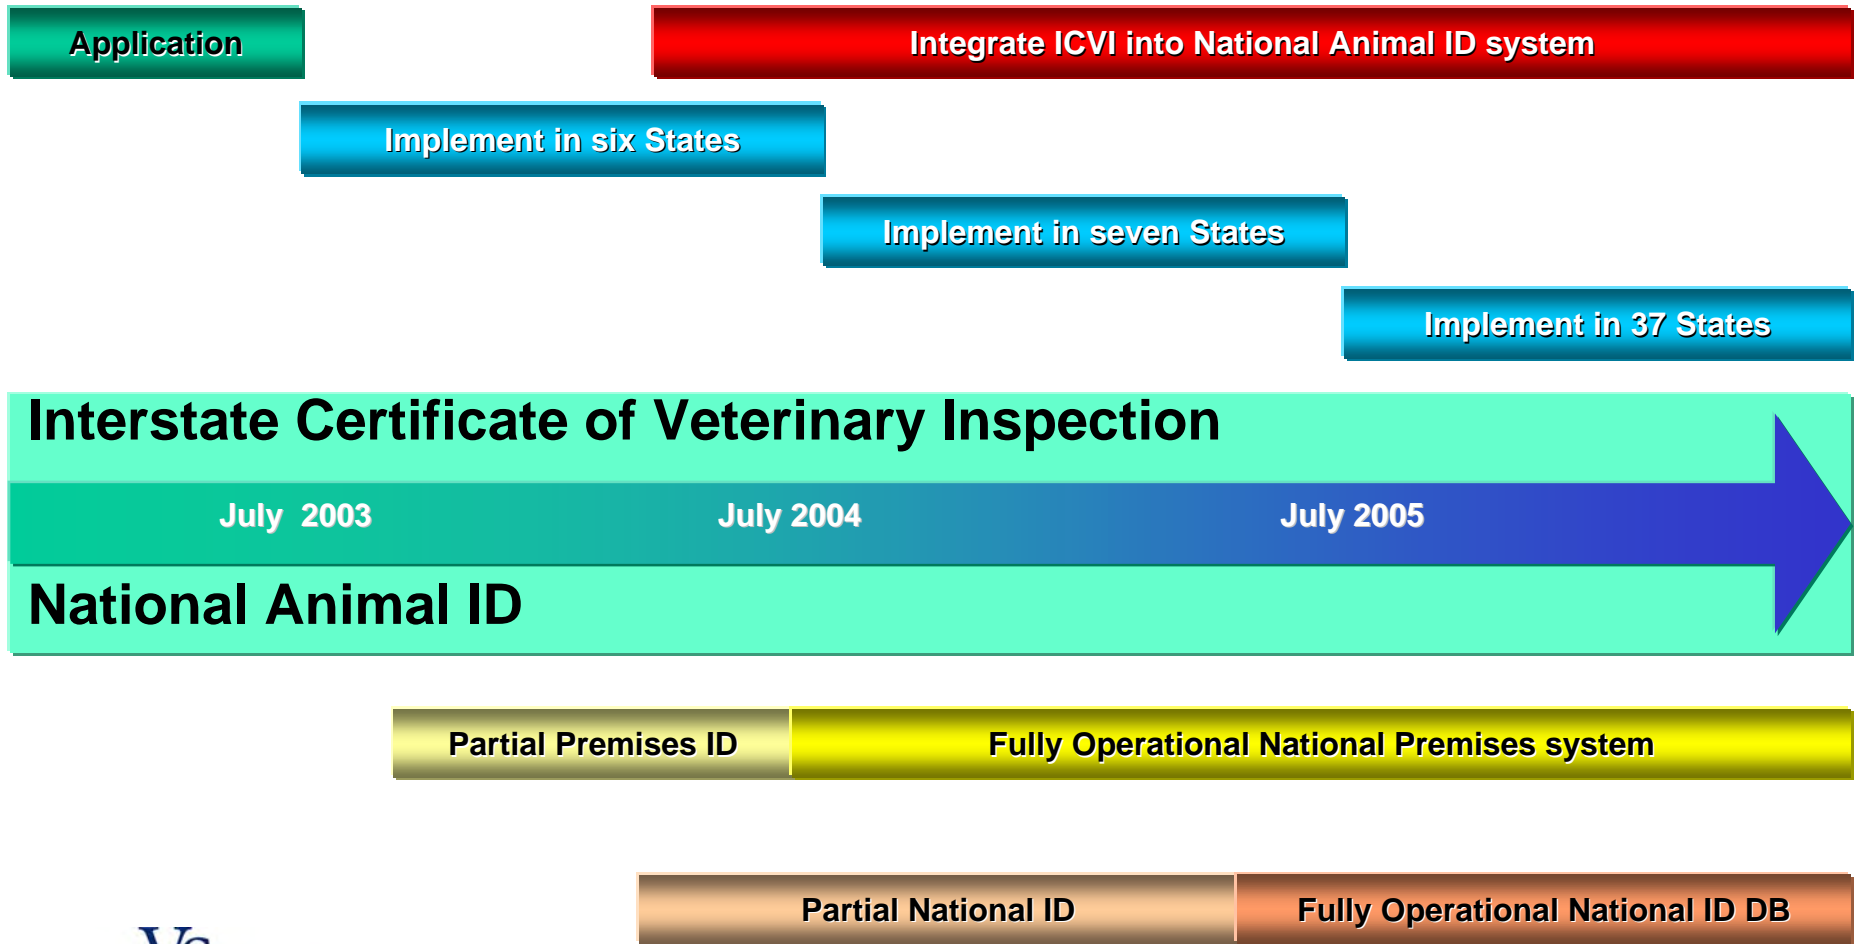 Application
Integrate ICVI into National Animal ID system
Implement in six States
Implement in seven States
Implement in 37 States
Interstate Certificate of Veterinary Inspection
July 2003
July 2004
July 2005
National Animal ID
Partial Premises ID
Fully Operational National Premises system
Partial National ID
Fully Operational National ID DB
Vs